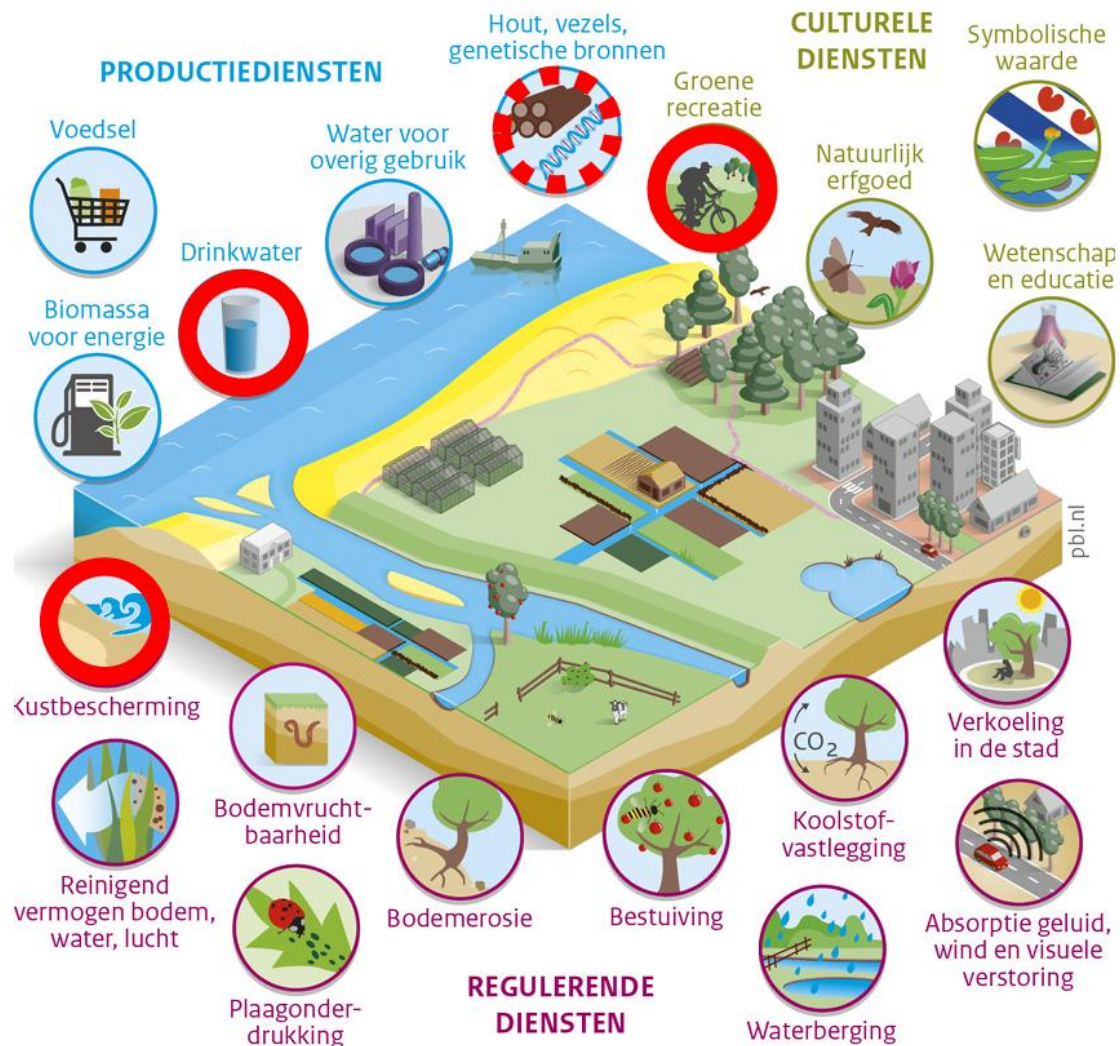 PRODUCTIEDIENSTEN
Voedsel
Water voor
overig gebruik
Hout, vezels,
genetische bronnen
Drinkwater
Biomassa
voor energie
CULTURELE
DIENSTEN
Groene
recreatie
Natuurlijk
erfgoed
Symbolische
waarde
Wetenschap
en educatie
pbl.nl
Kustbescherming
Bodemvrucht-
baarheid
Reinigend
vermogen bodem,
water, lucht
Plaagonder-
drukking
Bodemerosie
Bestuiving
CO2
Koolstof-
vastlegging
Verkoeling
in de stad
Absorptie geluid,
wind en visuele
verstoring
Waterberging
REGULERENDE
DIENSTEN